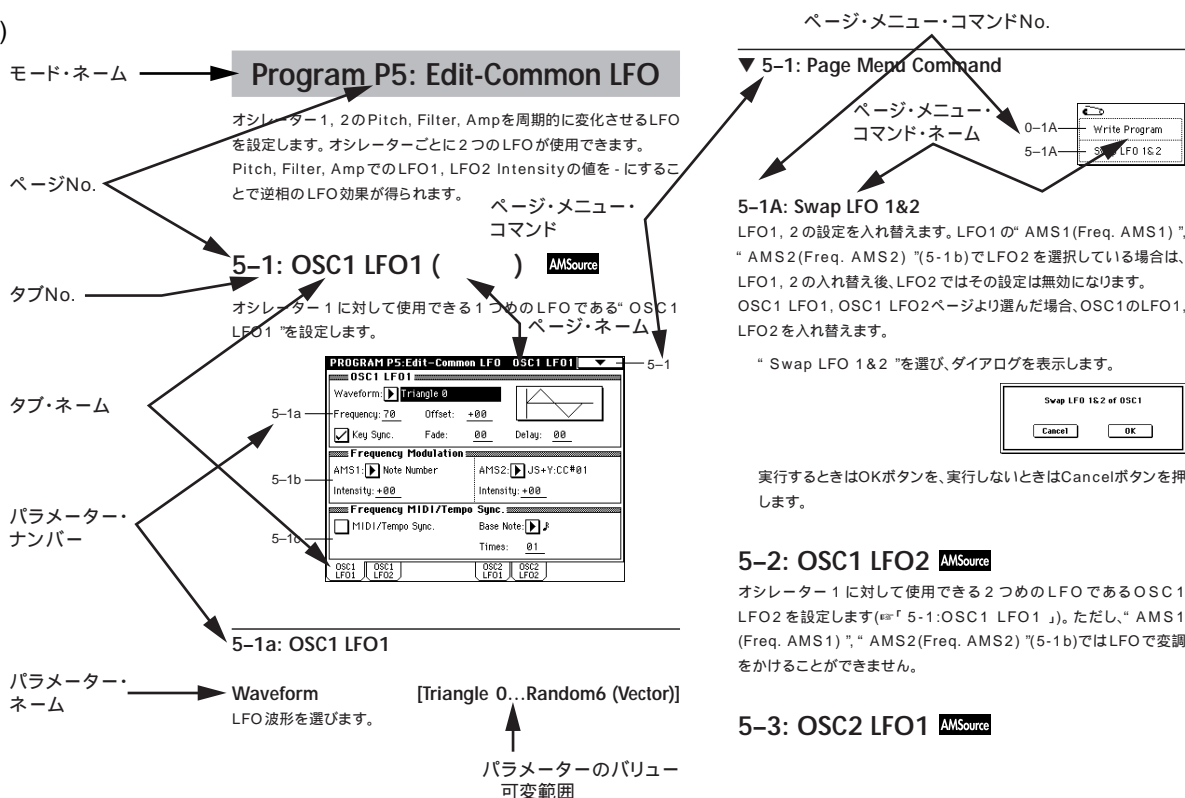 )
モード・ネーム
ページNo.
タブNo.
タブ・ネーム
パラメーター・
ナンバー
パラメーター・
ネーム
Program P5: Edit-Common LFO
オシレーター1, 2のPitch, Filter, Ampを周期的に変化させるLFO
を設定します。オシレーターごとに2つのLFOが使用できます。
Pitch, Filter, AmpでのLFO1, LFO2 Intensityの値を - にするこ
とで逆相のLFO効果が得られます。
ページ・メニュー・
コマンド
5–1: OSC1 LFO1 ( ) AMSource
オシレーター1に対して使用できる1つめのLFOである“ OSC1
LFO1 ”を設定します。
ページ・ネーム
PROGRAM P5:Edit-Common LFO OSC1 LFO1
5–1
OSC1 LFO1
Waveform: Triangle 0
5–1a
Frequency: 70 Offset: +00
Key Sync. Fade: 00 Delay: 00
Frequency Modulation
5–1b
AMS1: Note Number AMS2: JS+Y:CC#01
Intensity: +00 Intensity: +00
Frequency MIDI/Tempo Sync.
5–1c
MIDI/Tempo Sync. Base Note: ♪
Times: 01
OSC1 LFO1 OSC1 LFO2 OSC2 LFO1 OSC2 LFO2
5–1a: OSC1 LFO1
Waveform [Triangle 0…Random6 (Vector)]
LFO波形を選びます。
パラメーターのバリュー
可変範囲
ページ・メニュー・コマンドNo.
▼ 5–1: Page Menu Command
ページ・メニュー・
コマンド・ネーム
0–1A Write Program
5–1A Swap LFO 1&2
5–1A: Swap LFO 1&2
LFO1, 2の設定を入れ替えます。LFO1の“ AMS1(Freq. AMS1) ”,
“ AMS2(Freq. AMS2) ”(5-1b)でLFO2を選択している場合は、
LFO1, 2の入れ替え後、LFO2ではその設定は無効になります。
OSC1 LFO1, OSC1 LFO2ページより選んだ場合、OSC1のLFO1,
LFO2を入れ替えます。
“ Swap LFO 1&2 ”を選び、ダイアログを表示します。
Swap LFO 1&2 of OSC1
Cancel OK
実行するときはOKボタンを、実行しないときはCancelボタンを押
します。
5–2: OSC1 LFO2 AMSource
オシレーター1に対して使用できる2つめのLFOであるOSC1
LFO2を設定します(☞「 5-1:OSC1 LFO1 」)。ただし、“ AMS1
(Freq. AMS1) ”, “ AMS2(Freq. AMS2) ”(5-1b)ではLFOで変調
をかけることができません。
5–3: OSC2 LFO1 AMSource